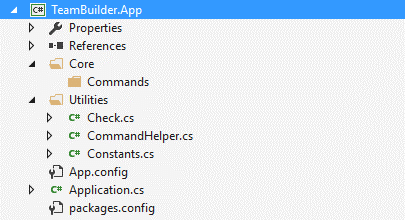 C# TeamBuilder.App
Properties
References
Core
Commands
Utilities
C# Check.cs
C# CommandHelper.cs
C# Constants.cs
App.config
C# Application.cs
packages.config